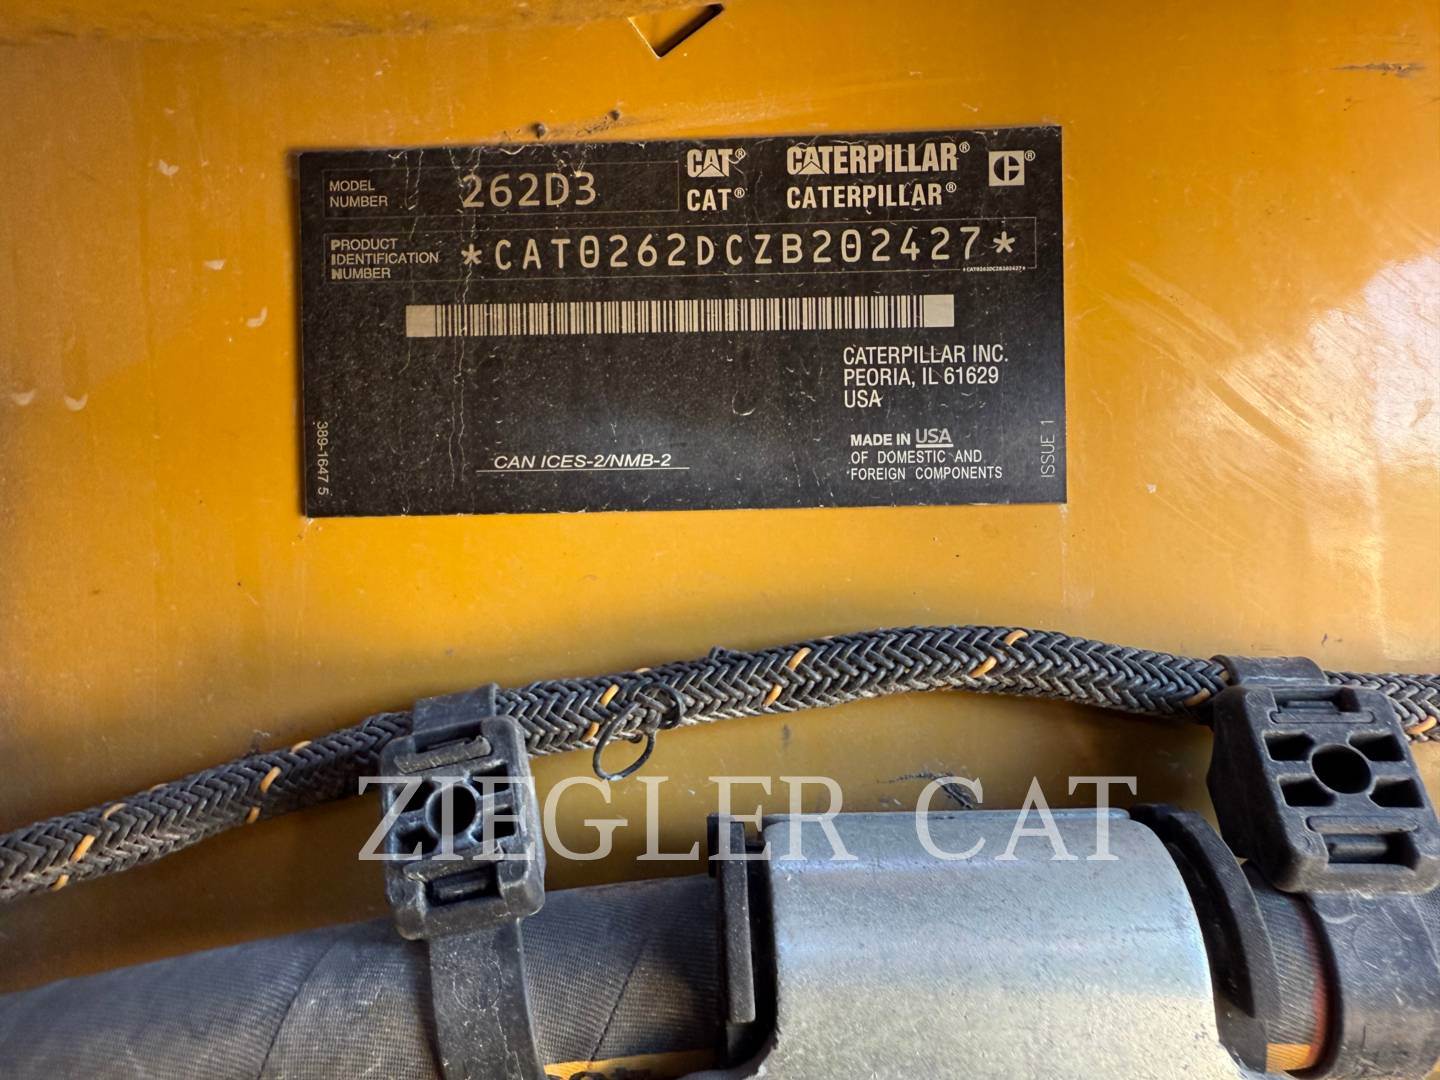 MODEL
NUMBER
262D3
CAT® CATERPILLAR®
CAT® CATERPILLAR®
PRODUCT
IDENTIFICATION
NUMBER
*CAT0262DCZB202427*
*CAT0262DCZB202427*
CATERPILLAR INC.
PEORIA, IL 61629
USA
389-1647 5
CAN ICES-2/NMB-2
MADE IN USA
OF DOMESTIC AND
FOREIGN COMPONENTS
ISSUE 1
ZIEGLER CAT